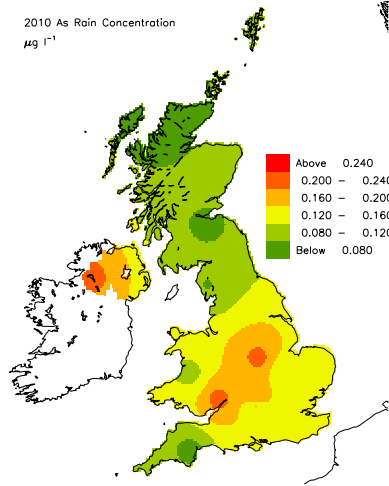 2010 As Rain Concentration
µg l⁻¹
Above 0.240
0.200 – 0.240
0.160 – 0.200
0.120 – 0.160
0.080 – 0.120
Below 0.080